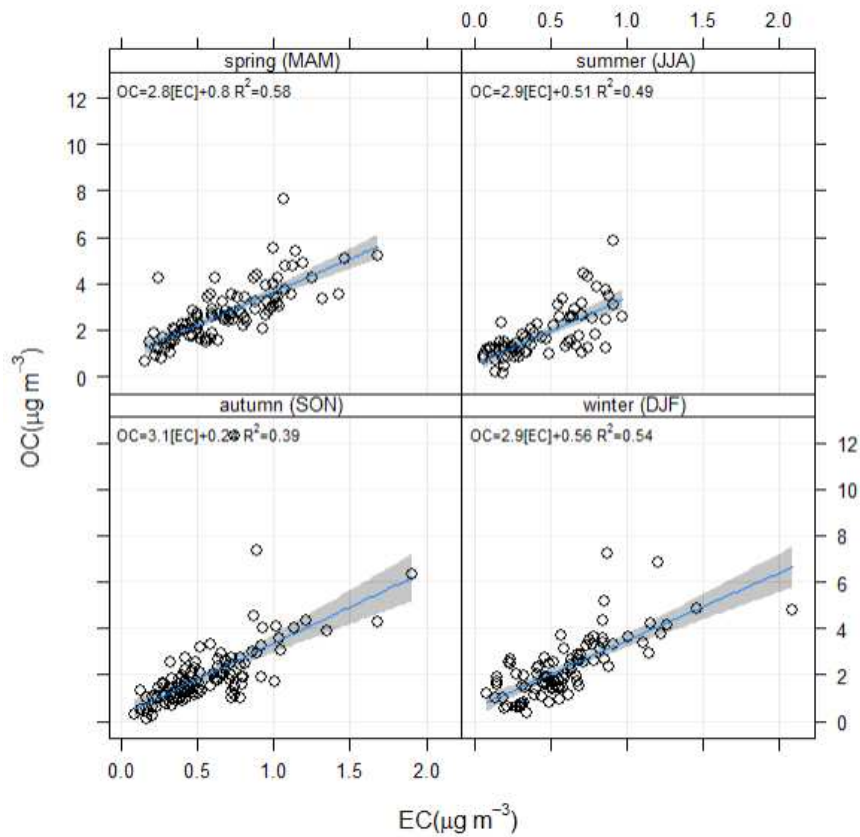 0.0 0.5 1.0 1.5 2.0
spring (MAM)
summer (JJA)
OC=2.8[EC]+0.8 R²=0.58
OC=2.9[EC]+0.51 R²=0.49
12
10
8
6
4
2
0
autumn (SON)
winter (DJF)
R²=0.39
OC=2.9[EC]+0.56 R²=0.54
12
10
8
6
4
2
0
0.0 0.5 1.0 1.5 2.0
OC(μg m⁻³)
EC(μg m⁻³)